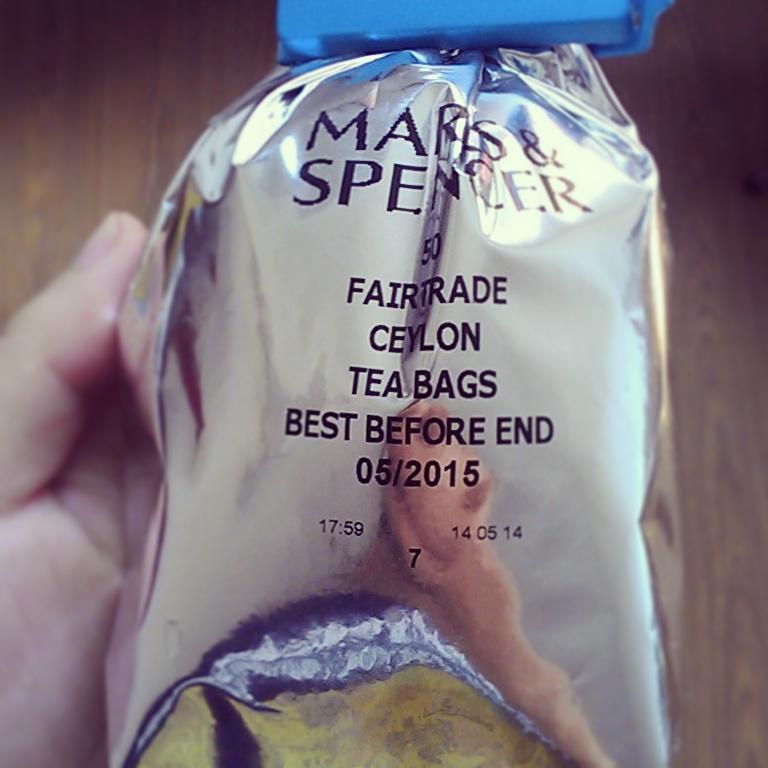 MARKS &
SPENCER
50
FAIRTRADE
CEYLON
TEA BAGS
BEST BEFORE END
05/2015
17:59 14 05 14
7